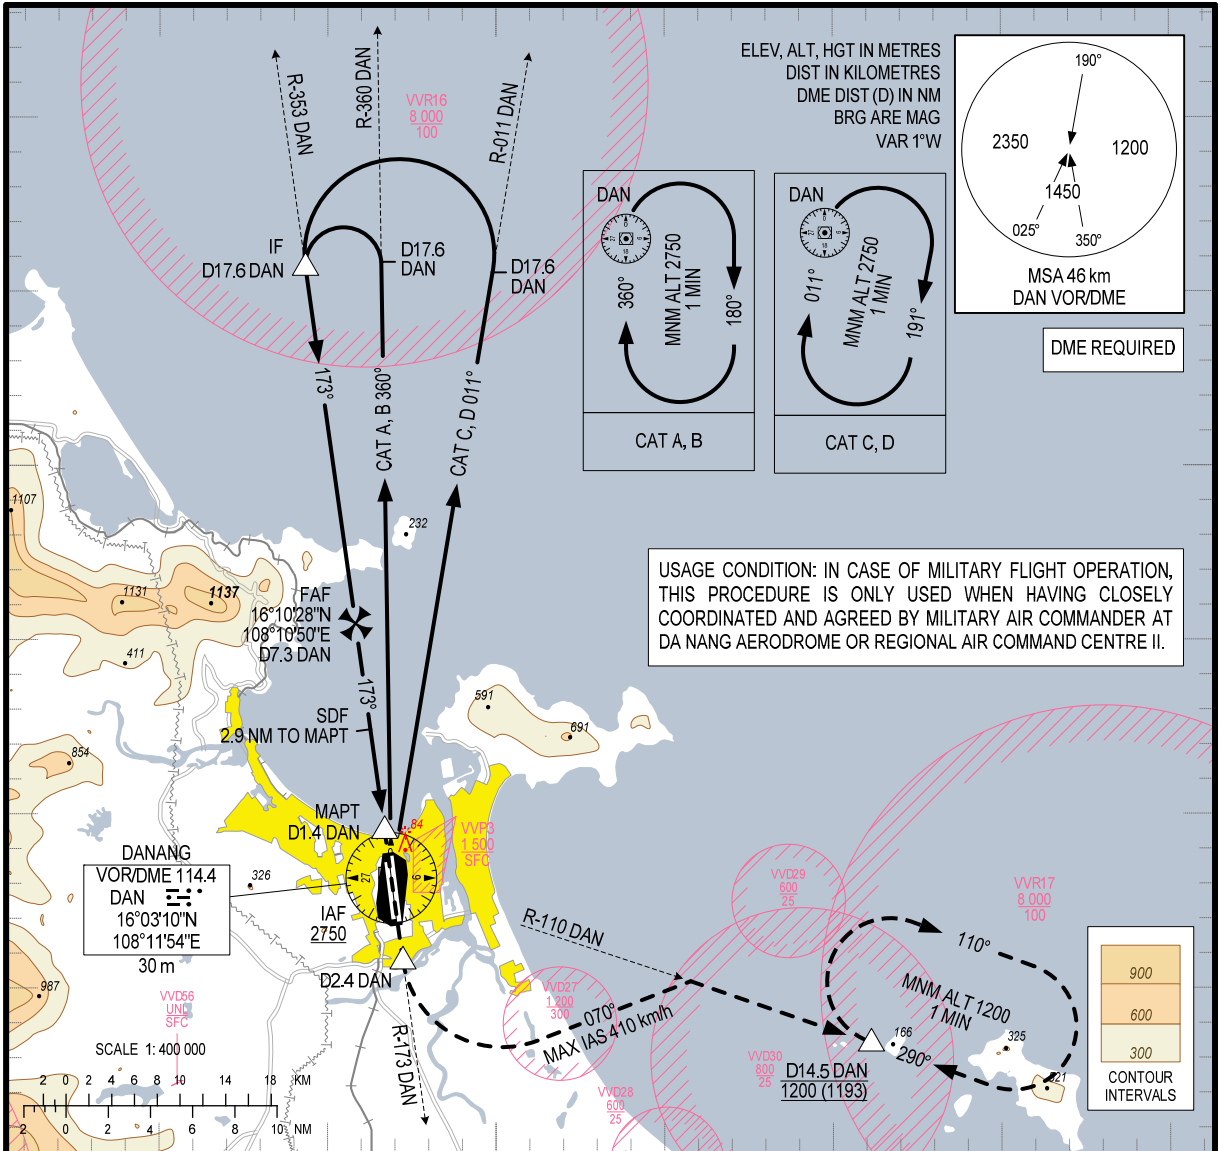 ELEV, ALT, HGT IN METRES
DIST IN KILOMETRES
DME DIST (D) IN NM
BRG ARE MAG
VAR 1°W
190°
2350
1200
1450
025°
350°
MSA 46 km
DAN VOR/DME
DME REQUIRED
R-353 DAN
R-360 DAN
R-011 DAN
VVR16
8 000
100
IF
D17.6 DAN
D17.6
DAN
D17.6
DAN
DAN
360°
MNM ALT 2750
1 MIN
180°
CAT A, B
DAN
011°
MNM ALT 2750
1 MIN
191°
CAT C, D
173°
CAT A, B 360°
CAT C, D 011°
1107
232
1131
1137
411
854
FAF
16°10'28"N
108°10'50"E
D7.3 DAN
USAGE CONDITION: IN CASE OF MILITARY FLIGHT OPERATION,
THIS PROCEDURE IS ONLY USED WHEN HAVING CLOSELY
COORDINATED AND AGREED BY MILITARY AIR COMMANDER AT
DA NANG AERODROME OR REGIONAL AIR COMMAND CENTRE II.
173°
SDF
2.9 NM TO MAPT
591
691
MAPT
D1.4 DAN
84
VVP3
1 500
SFC
DANANG
VOR/DME 114.4
DAN
16°03'10"N
108°11'54"E
30 m
326
27
9
IAF
2750
D2.4 DAN
R-110 DAN
VVD29
600
25
VVR17
8 000
100
987
VVD56
UNL
SFC
VVD27
1 200
300
070°
MAX IAS 410 km/h
R-173 DAN
110°
MNM ALT 1200
1 MIN
166
290°
325
621
VVD30
800
25
D14.5 DAN
1200 (1193)
VVD28
600
25
900
600
300
CONTOUR
INTERVALS
SCALE 1: 400 000
2 0 2 4 6 8 10 14 18 KM
2 0 2 4 6 8 10 NM